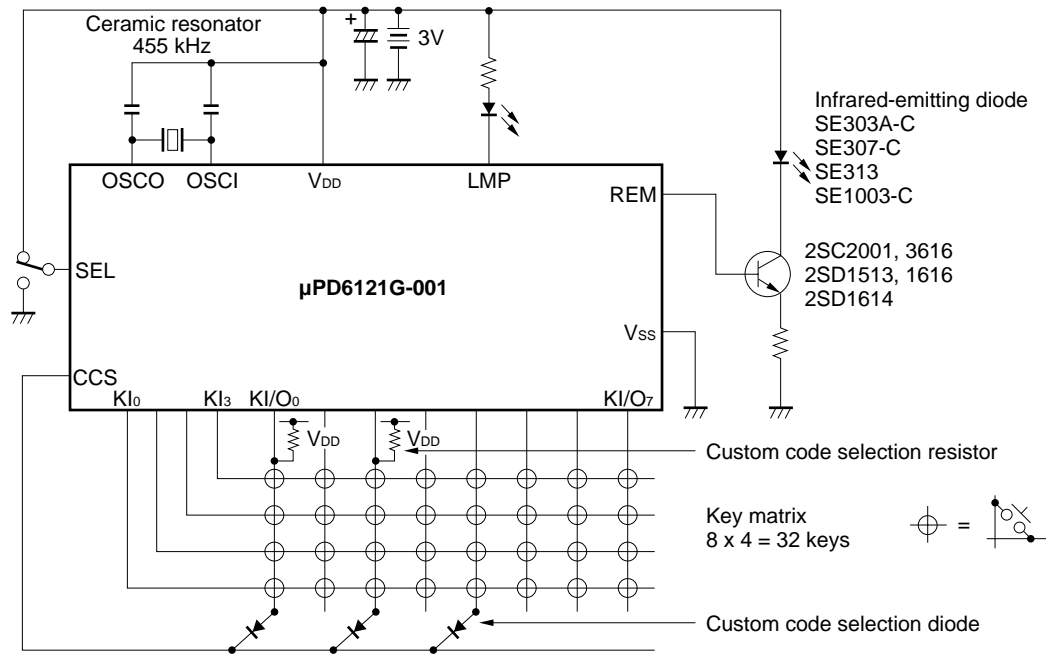 Ceramic resonator
455 kHz
+
3V
Infrared-emitting diode
SE303A-C
SE307-C
SE313
SE1003-C
OSCO OSCI VDD LMP
REM
SEL
µPD6121G-001
2SC2001, 3616
2SD1513, 1616
2SD1614
VSS
CCS
KI0 KI3 KI/O0 KI/O7
VDD VDD
Custom code selection resistor
Key matrix
8 x 4 = 32 keys
=
Custom code selection diode